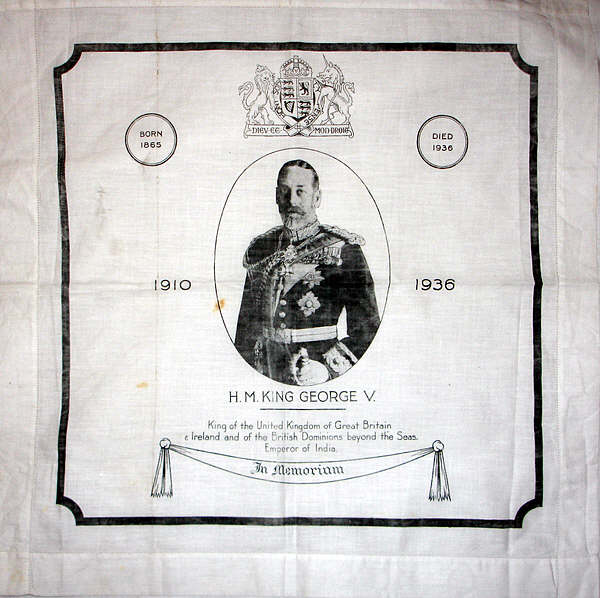 DIEV·ET MON·DROIT
BORN
1865
DIED
1936
1910
1936
H.M. KING GEORGE V.
King of the United Kingdom of Great Britain
& Ireland and of the British Dominions beyond the Seas.
Emperor of India.
In Memoriam